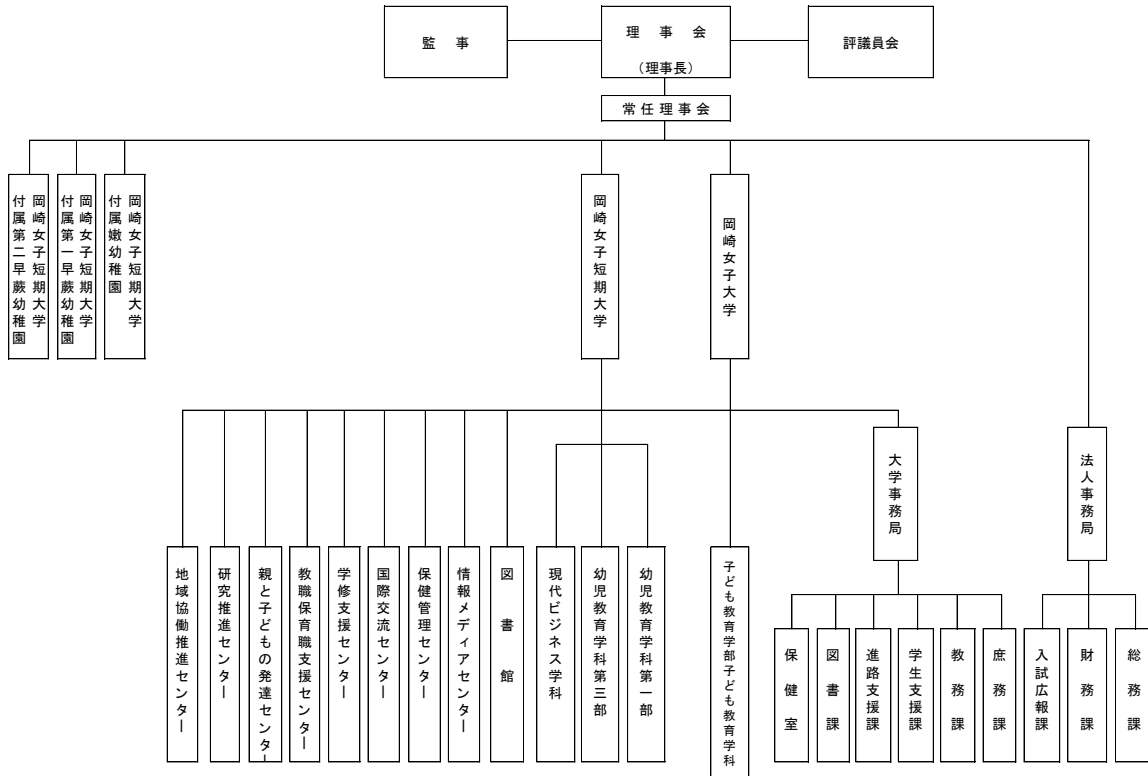 監　事
理　事　会
（理事長）
評議員会
常任理事会
岡崎女子短期大学
付属第二早蕨幼稚園
岡崎女子短期大学
付属第一早蕨幼稚園
岡崎女子短期大学
付属嫩幼稚園
岡崎女子短期大学
岡崎女子大学
大学事務局
法人事務局
地域協働推進センター
研究推進センター
親と子どもの発達センター
教職保育職支援センター
学修支援センター
国際交流センター
保健管理センター
情報メディアセンター
図　書　館
現代ビジネス学科
幼児教育学科第三部
幼児教育学科第一部
子ども教育学部子ども教育学科
保　健　室
図　書　課
進路支援課
学生支援課
教　務　課
庶　務　課
入試広報課
財　務　課
総　務　課